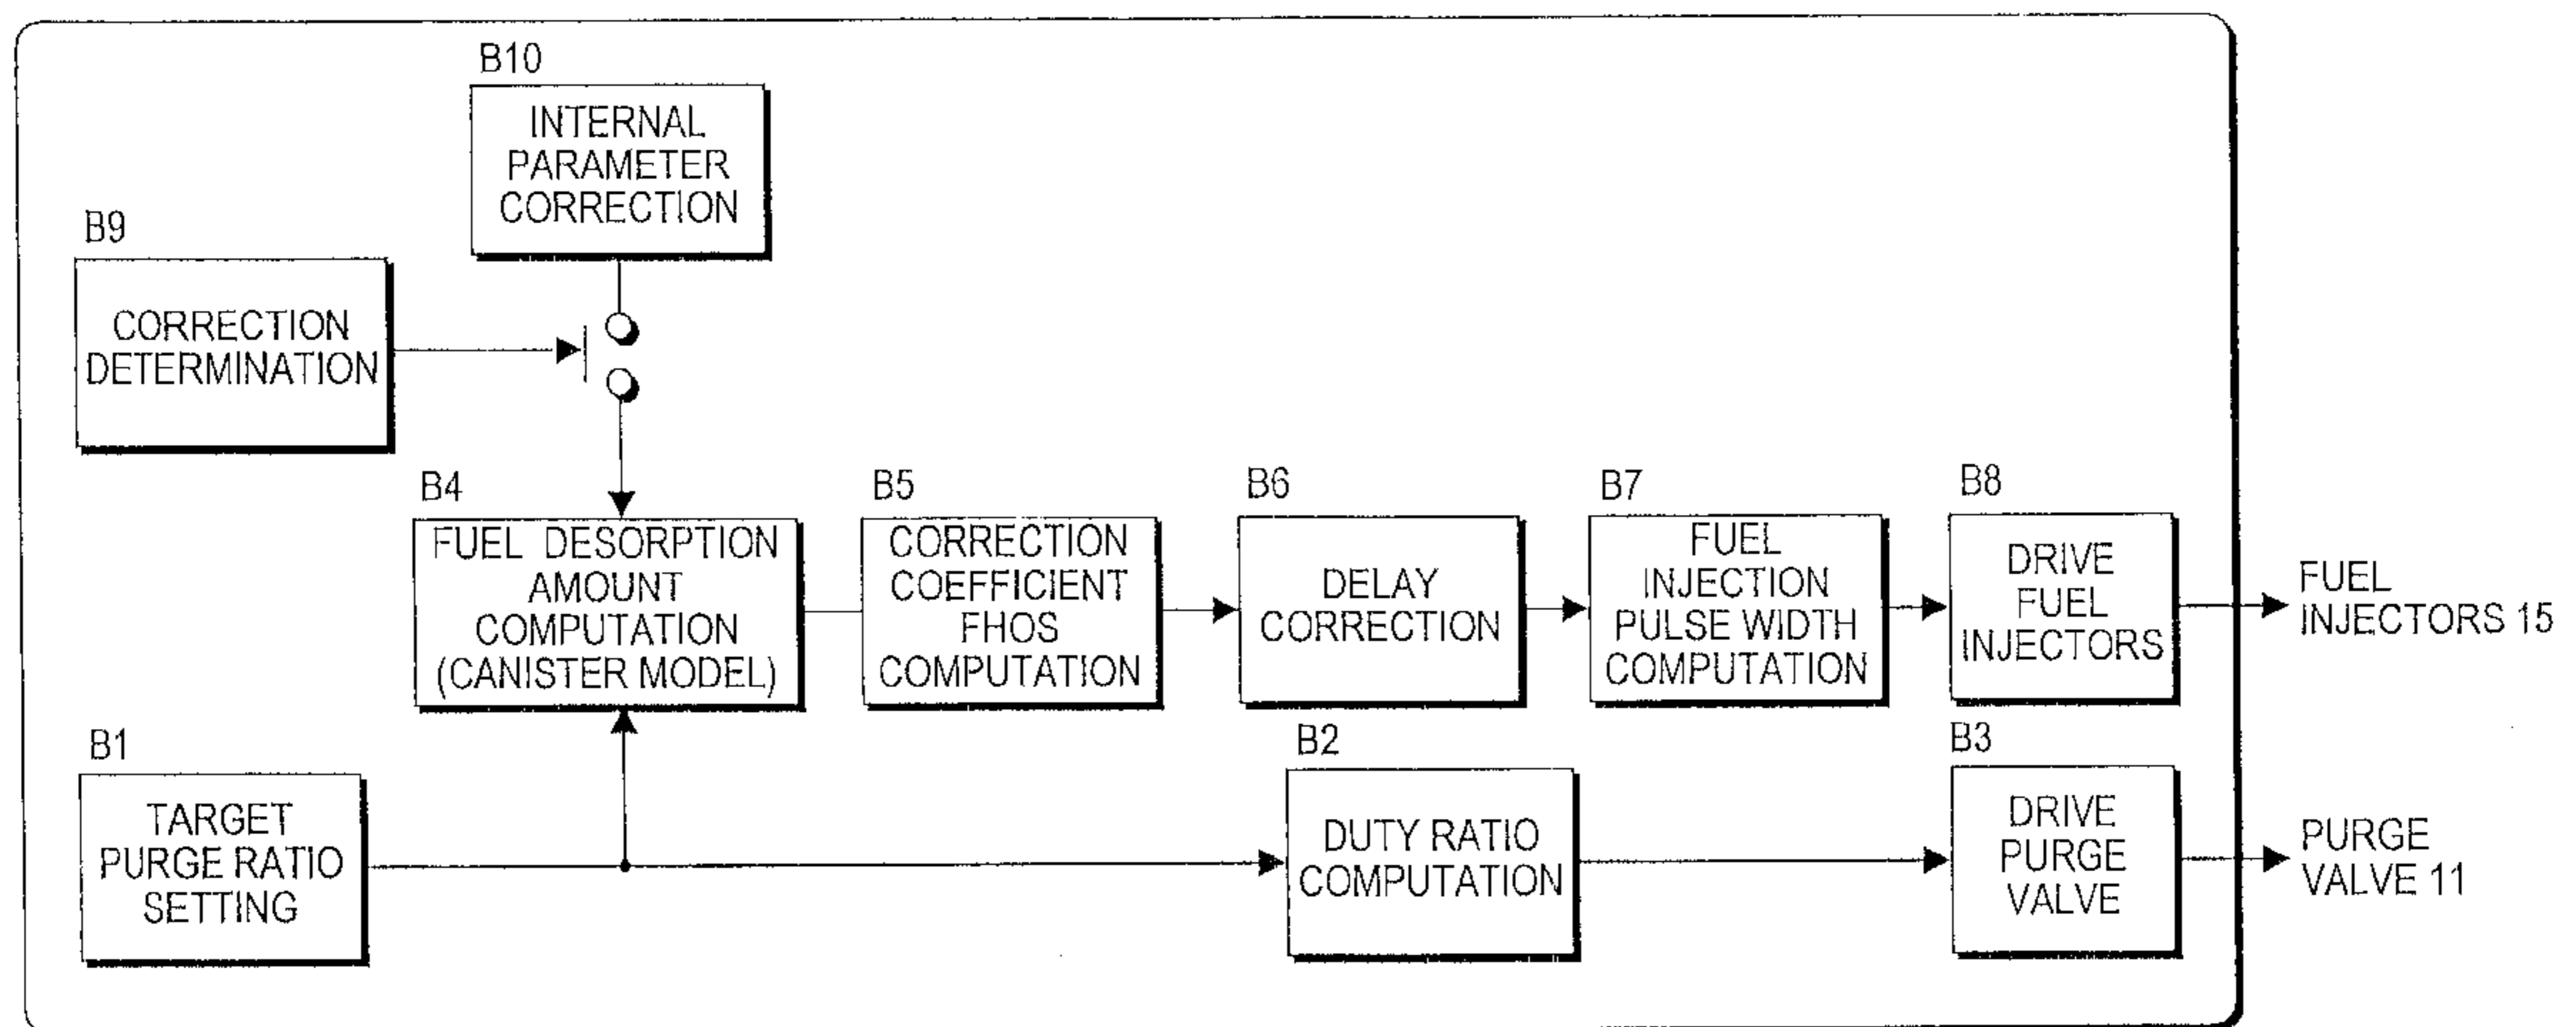 B10
INTERNAL
PARAMETER
CORRECTION
B9
CORRECTION
DETERMINATION
B4
FUEL DESORPTION
AMOUNT
COMPUTATION
(CANISTER MODEL)
B5
CORRECTION
COEFFICIENT
FHOS
COMPUTATION
B6
DELAY
CORRECTION
B7
FUEL
INJECTION
PULSE WIDTH
COMPUTATION
B8
DRIVE
FUEL
INJECTORS
FUEL
INJECTORS 15
B1
TARGET
PURGE RATIO
SETTING
B2
DUTY RATIO
COMPUTATION
B3
DRIVE
PURGE
VALVE
PURGE
VALVE 11